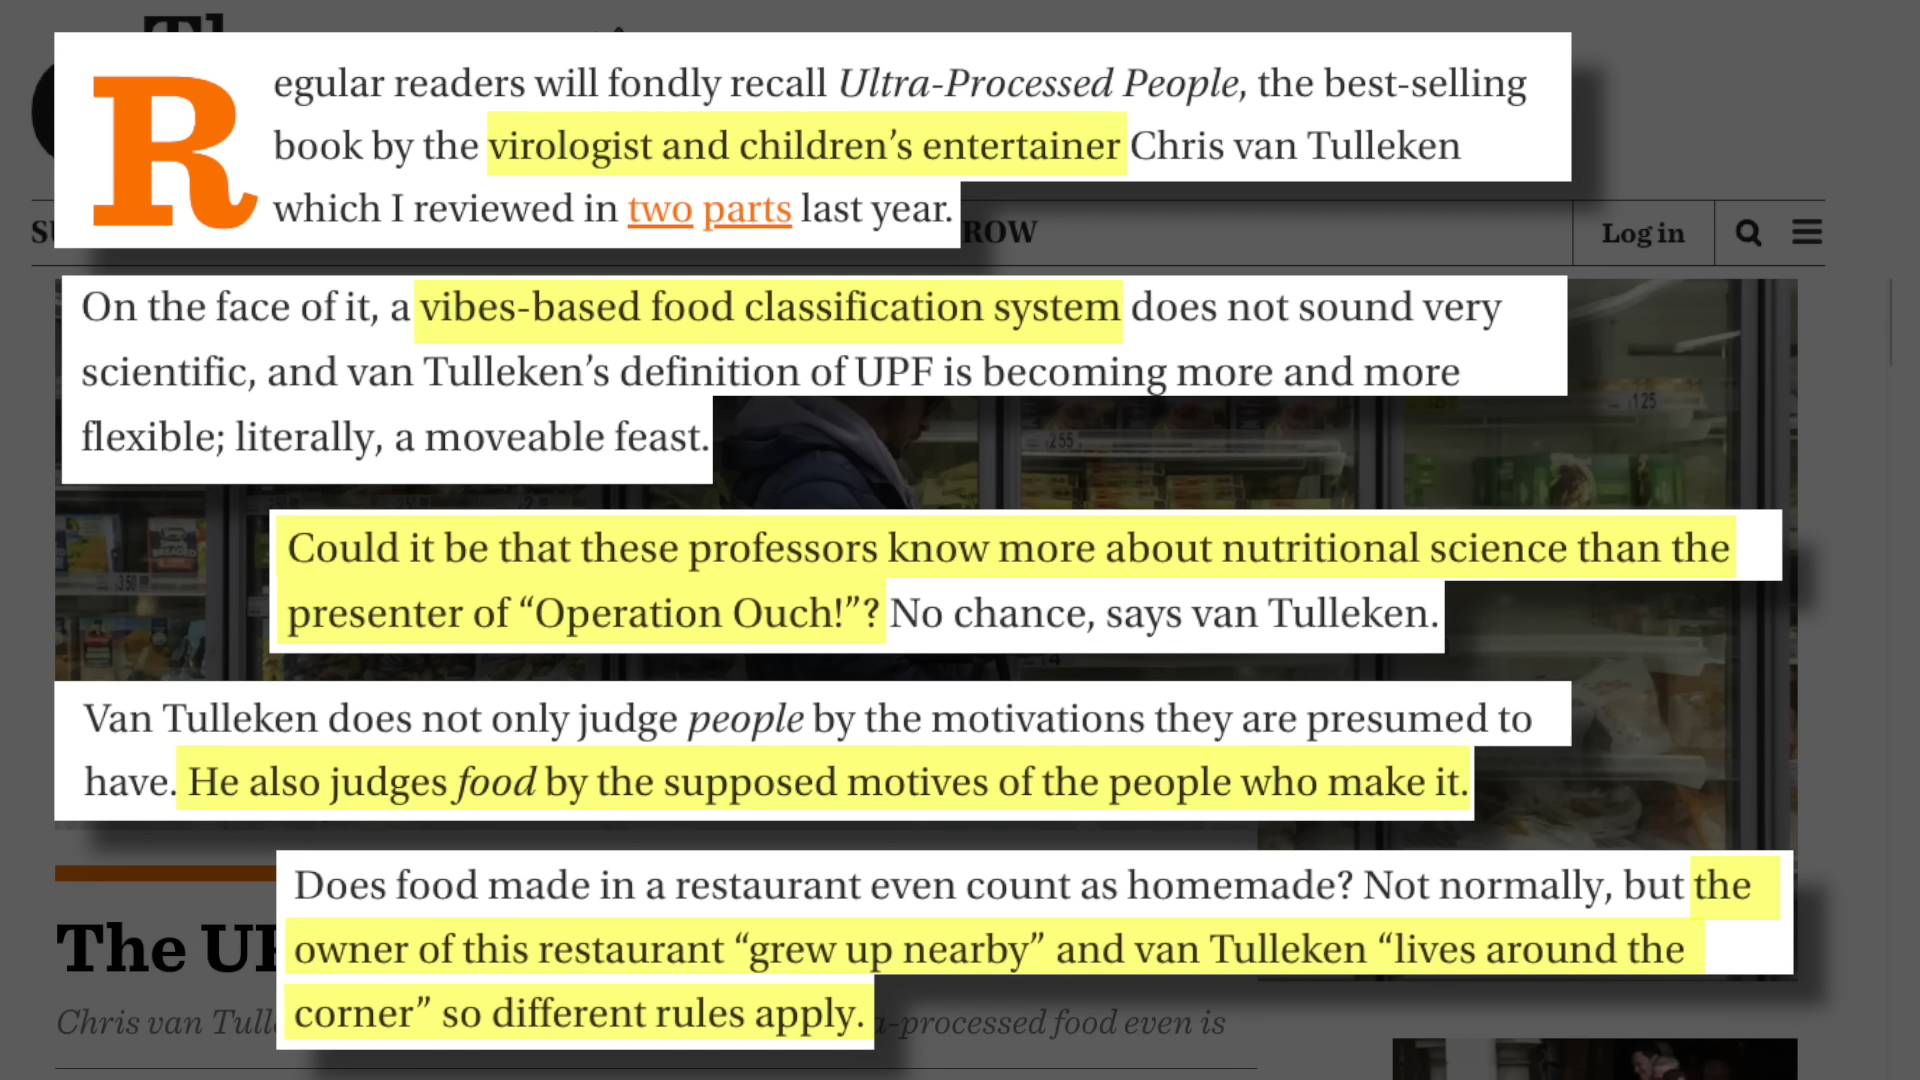 Regular readers will fondly recall Ultra-Processed People, the best-selling
book by the virologist and children’s entertainer Chris van Tulleken
which I reviewed in two parts last year.
ROW
Log in
On the face of it, a vibes-based food classification system does not sound very
scientific, and van Tulleken’s definition of UPF is becoming more and more
flexible; literally, a moveable feast.
Could it be that these professors know more about nutritional science than the
presenter of “Operation Ouch!”? No chance, says van Tulleken.
Van Tulleken does not only judge people by the motivations they are presumed to
have. He also judges food by the supposed motives of the people who make it.
Does food made in a restaurant even count as homemade? Not normally, but the
owner of this restaurant “grew up nearby” and van Tulleken “lives around the
corner” so different rules apply.
The
Chris van
-processed food even is